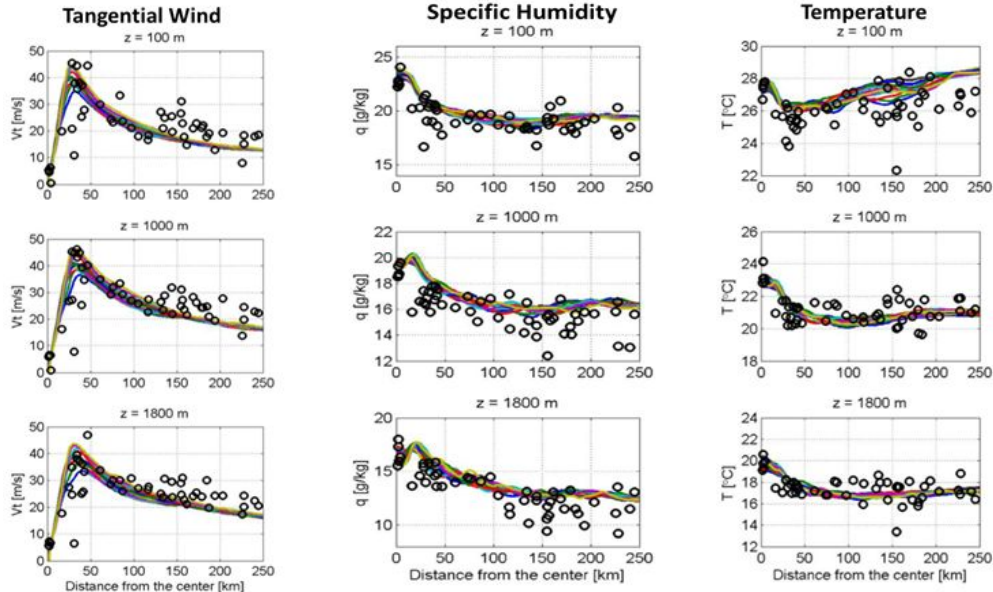 Tangential Wind
Specific Humidity
Temperature
z = 100 m
z = 100 m
z = 100 m
Vt [m/s]
50
40
30
20
10
0
0 50 100 150 200 250
q [g/kg]
25
20
15
0 50 100 150 200 250
T [°C]
30
28
26
24
22
0 50 100 150 200 250
z = 1000 m
z = 1000 m
z = 1000 m
Vt [m/s]
50
40
30
20
10
0
0 50 100 150 200 250
q [g/kg]
22
20
18
16
14
12
0 50 100 150 200 250
T [°C]
26
24
22
20
18
0 50 100 150 200 250
z = 1800 m
z = 1800 m
z = 1800 m
Vt [m/s]
50
40
30
20
10
0
0 50 100 150 200 250
Distance from the center [km]
q [g/kg]
20
15
10
0 50 100 150 200 250
Distance from the center [km]
T [°C]
24
22
20
18
16
14
12
0 50 100 150 200 250
Distance from the center [km]